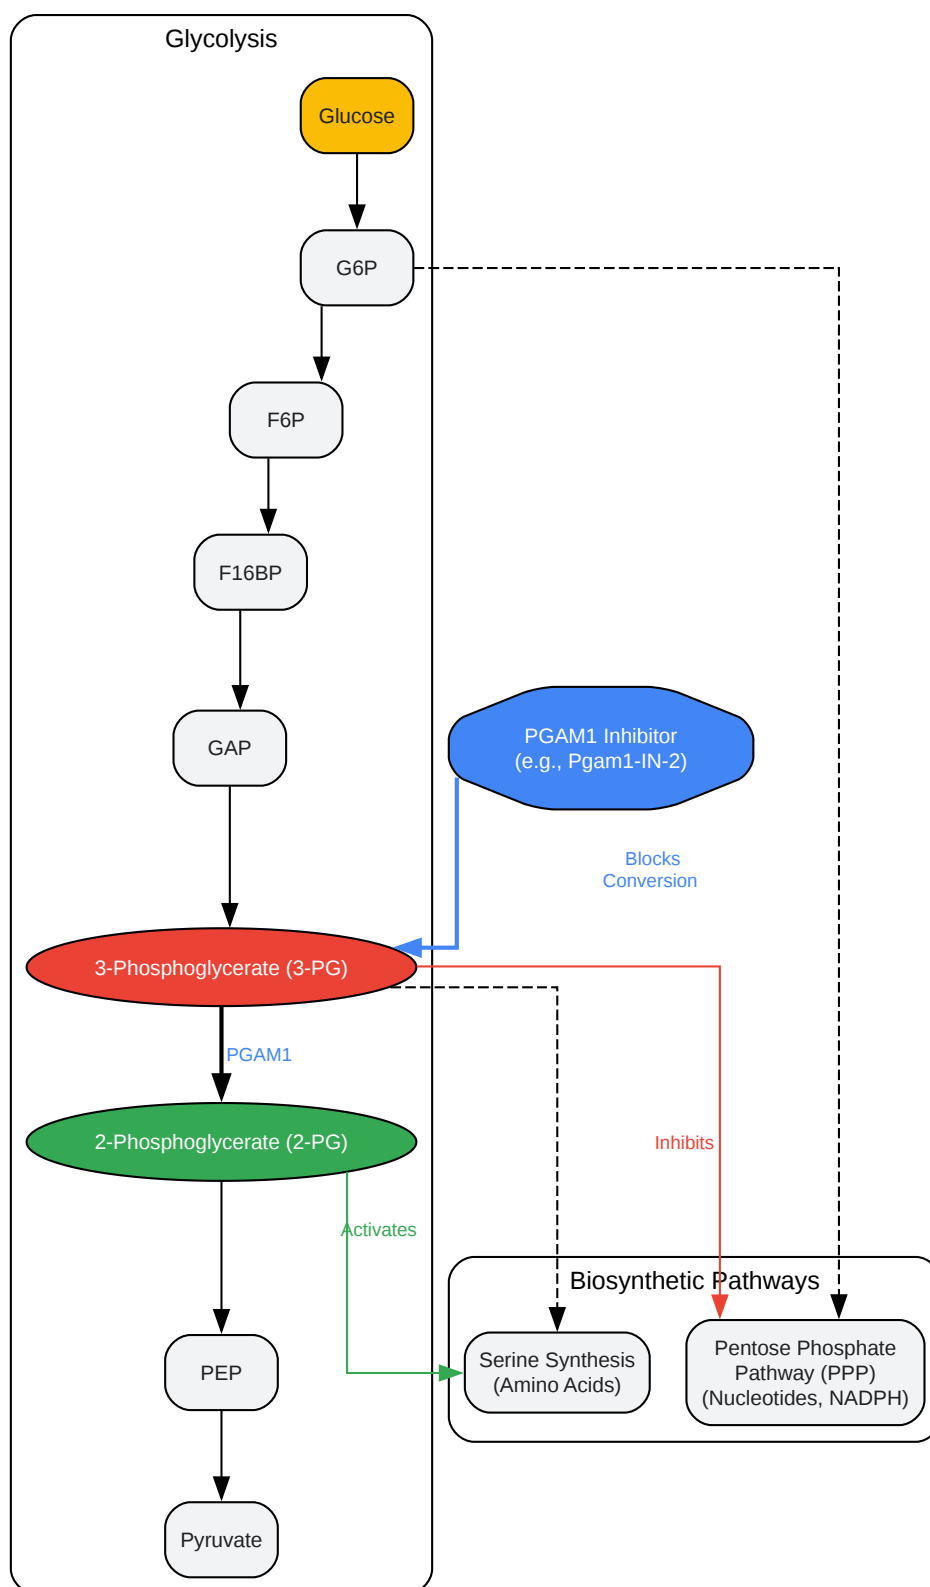 Glycolysis
Glucose
G6P
F6P
F16BP
GAP
PGAM1 Inhibitor
(e.g., Pgam1-IN-2)
Blocks
Conversion
3-Phosphoglycerate (3-PG)
PGAM1
2-Phosphoglycerate (2-PG)
Inhibits
Activates
Biosynthetic Pathways
Serine Synthesis
(Amino Acids)
Pentose Phosphate
Pathway (PPP)
(Nucleotides, NADPH)
PEP
Pyruvate